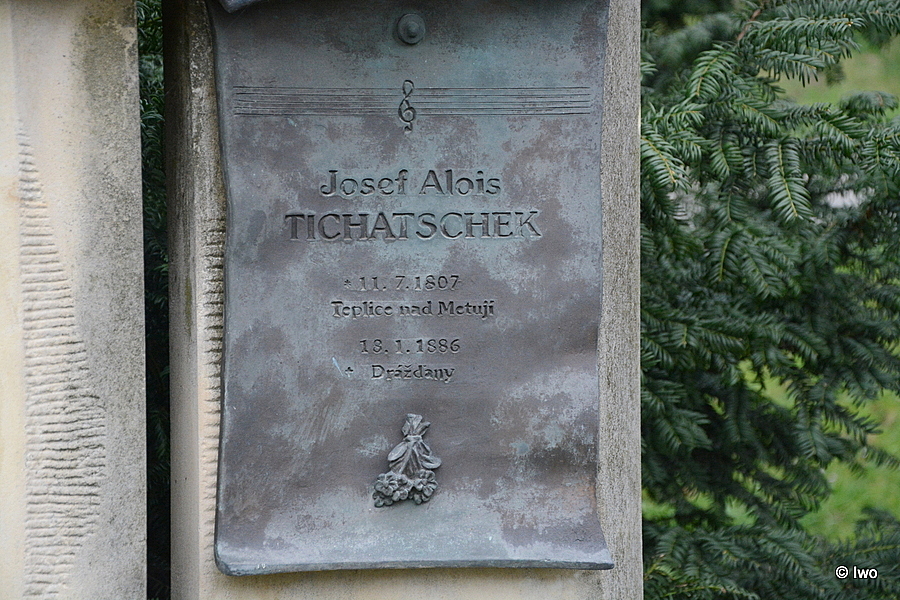 Josef Alois
TICHATSCHEK
* 11. 7. 1807
Teplice nad Metují
18. 1. 1886
+ Drážďany
© Iwo